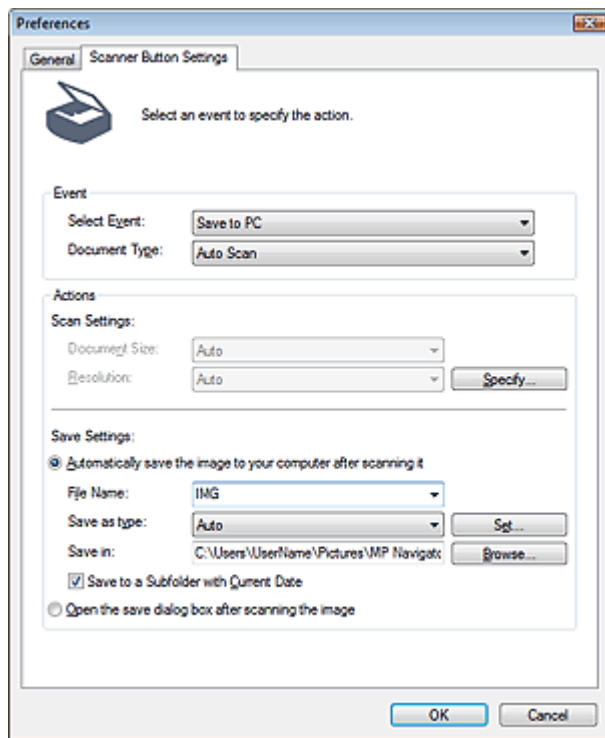 Preferences
General Scanner Button Settings
Select an event to specify the action.
Event
Select Event: Save to PC
Document Type: Auto Scan
Actions
Scan Settings:
Document Size: Auto
Resolution: Auto Specify...
Save Settings:
Automatically save the image to your computer after scanning it
File Name: IMG
Save as type: Auto Set...
Save in: C:\Users\UserName\Pictures\MP Navigato Browse...
Save to a Subfolder with Current Date
Open the save dialog box after scanning the image
OK Cancel